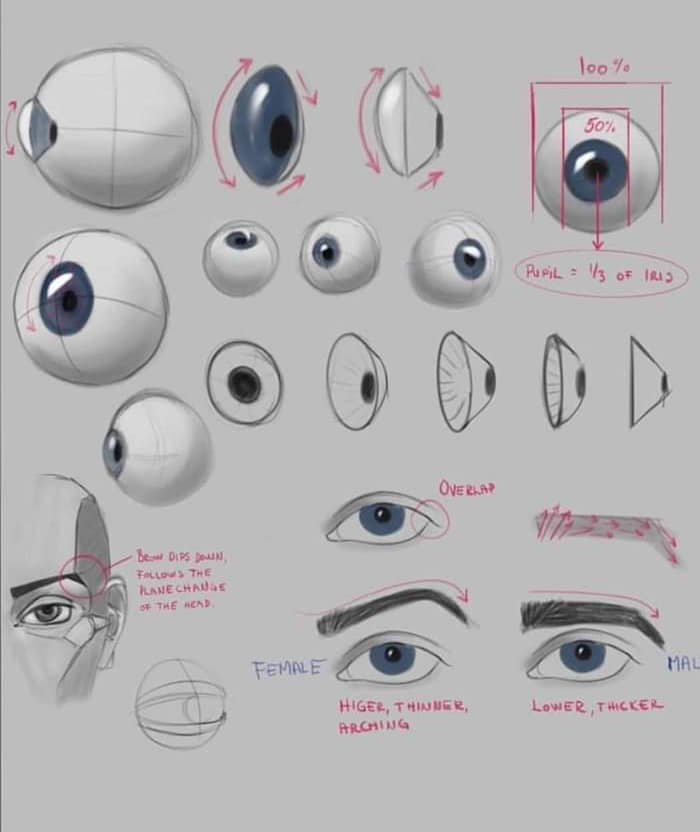 100%
50%
PUPIL = 1/3 OF IRIS
OVERLAP
BROW DIPS DOWN,
FOLLOWS THE
PLANE CHANGE
OF THE HEAD.
FEMALE
MAL
HIGER, THINNER,
ARCHING
LOWER, THICKER